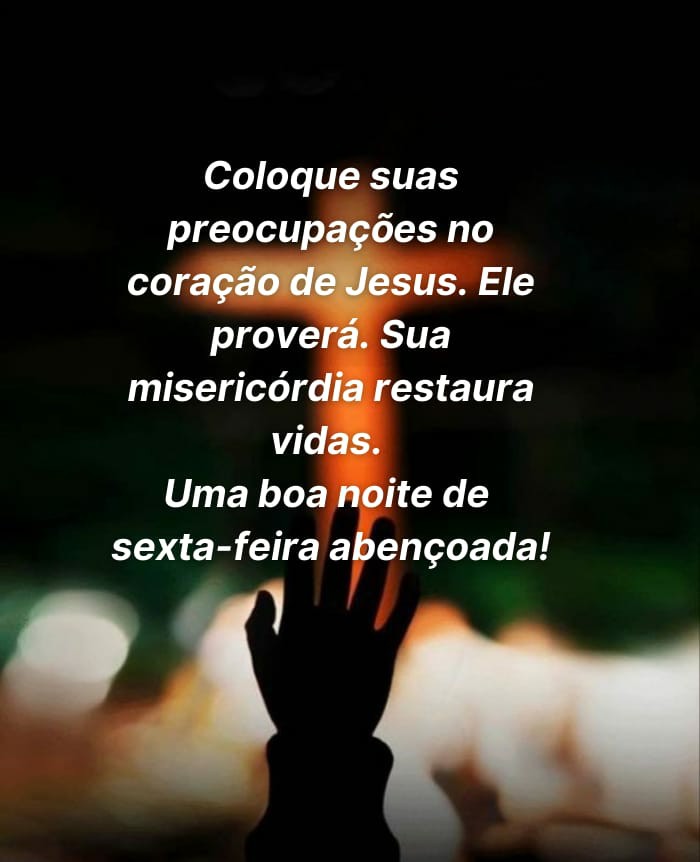 Coloque suas
preocupações no
coração de Jesus. Ele
proverá. Sua
misericórdia restaura
vidas.
Uma boa noite de
sexta-feira abençoada!